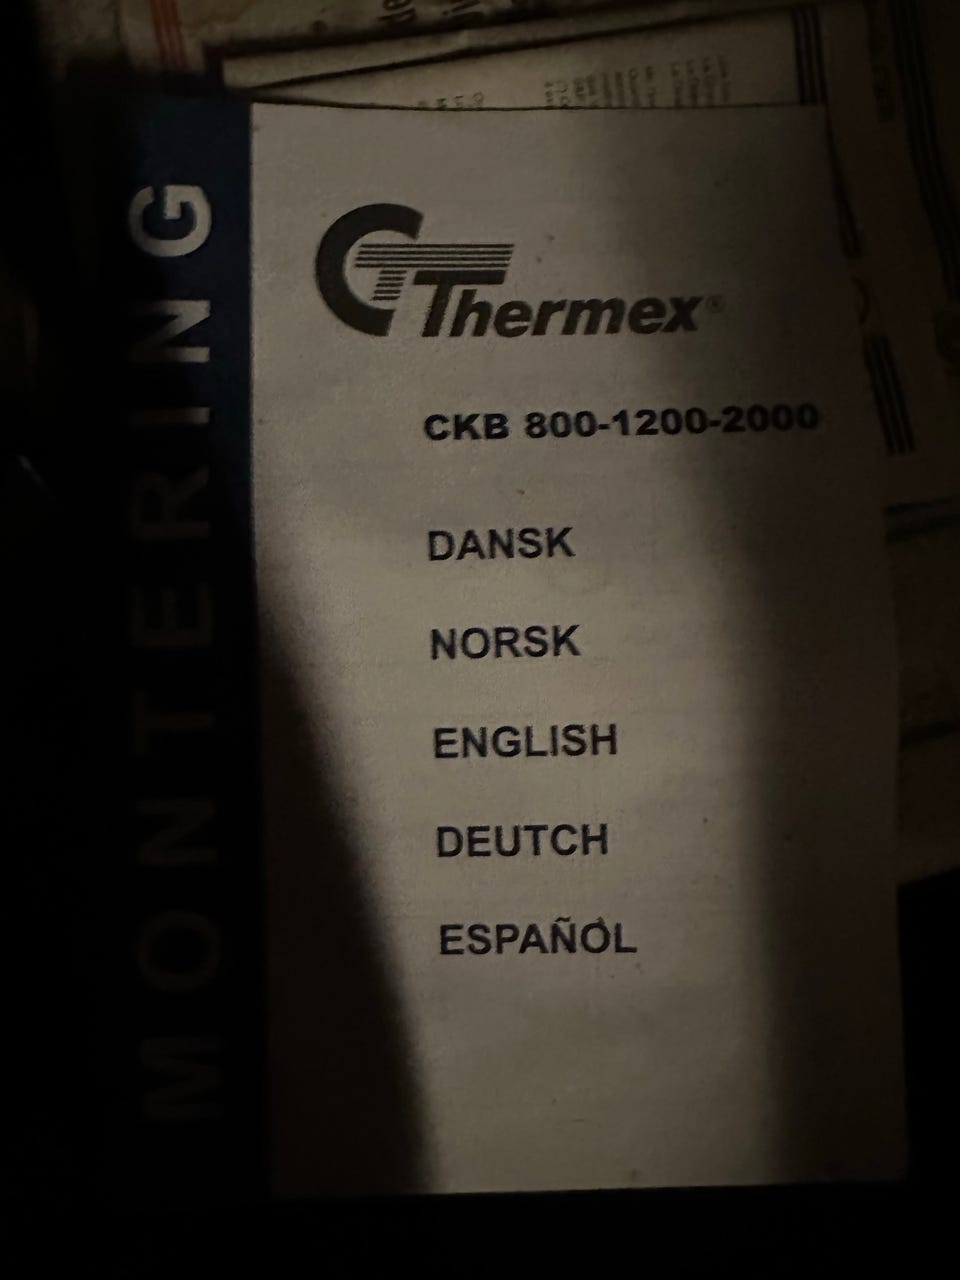 MONTERING
Thermex®
CKB 800-1200-2000
DANSK
NORSK
ENGLISH
DEUTCH
ESPAÑOL